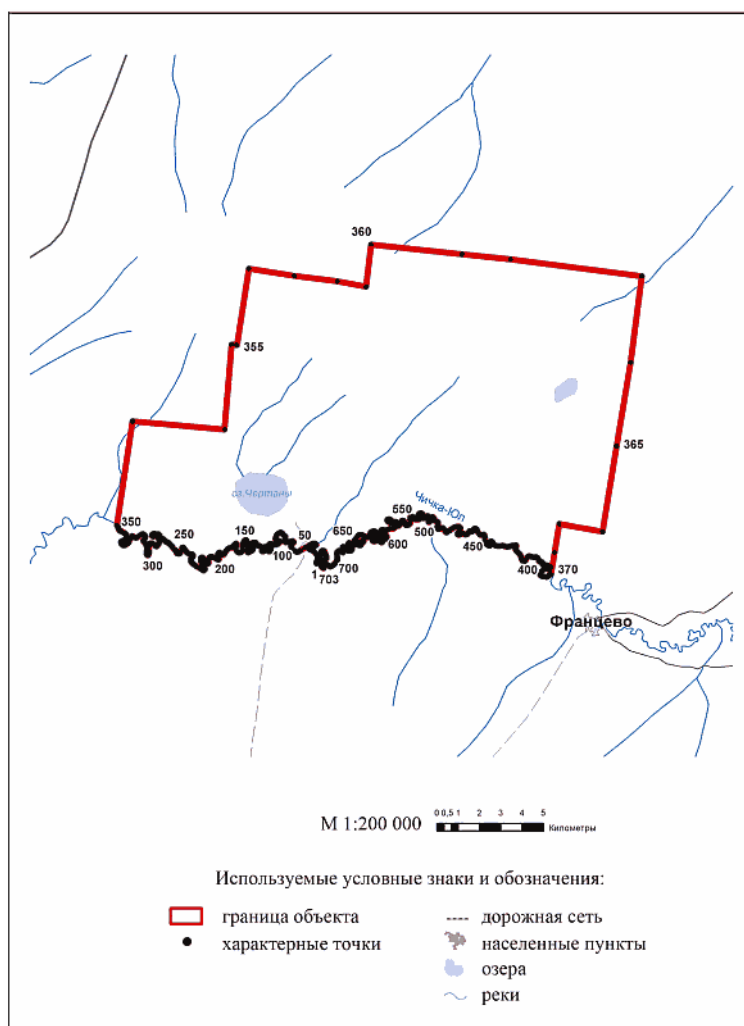 360
355
365
оз.Чертаны
Чичка-Юл
350
250
150
50
650
550
500
450
400
370
300
200
100
1
703
700
600
Францево
М 1:200 000
0 0,5 1 2 3 4 5
Километры
Используемые условные знаки и обозначения:
граница объекта
дорожная сеть
характерные точки
населенные пункты
озера
реки